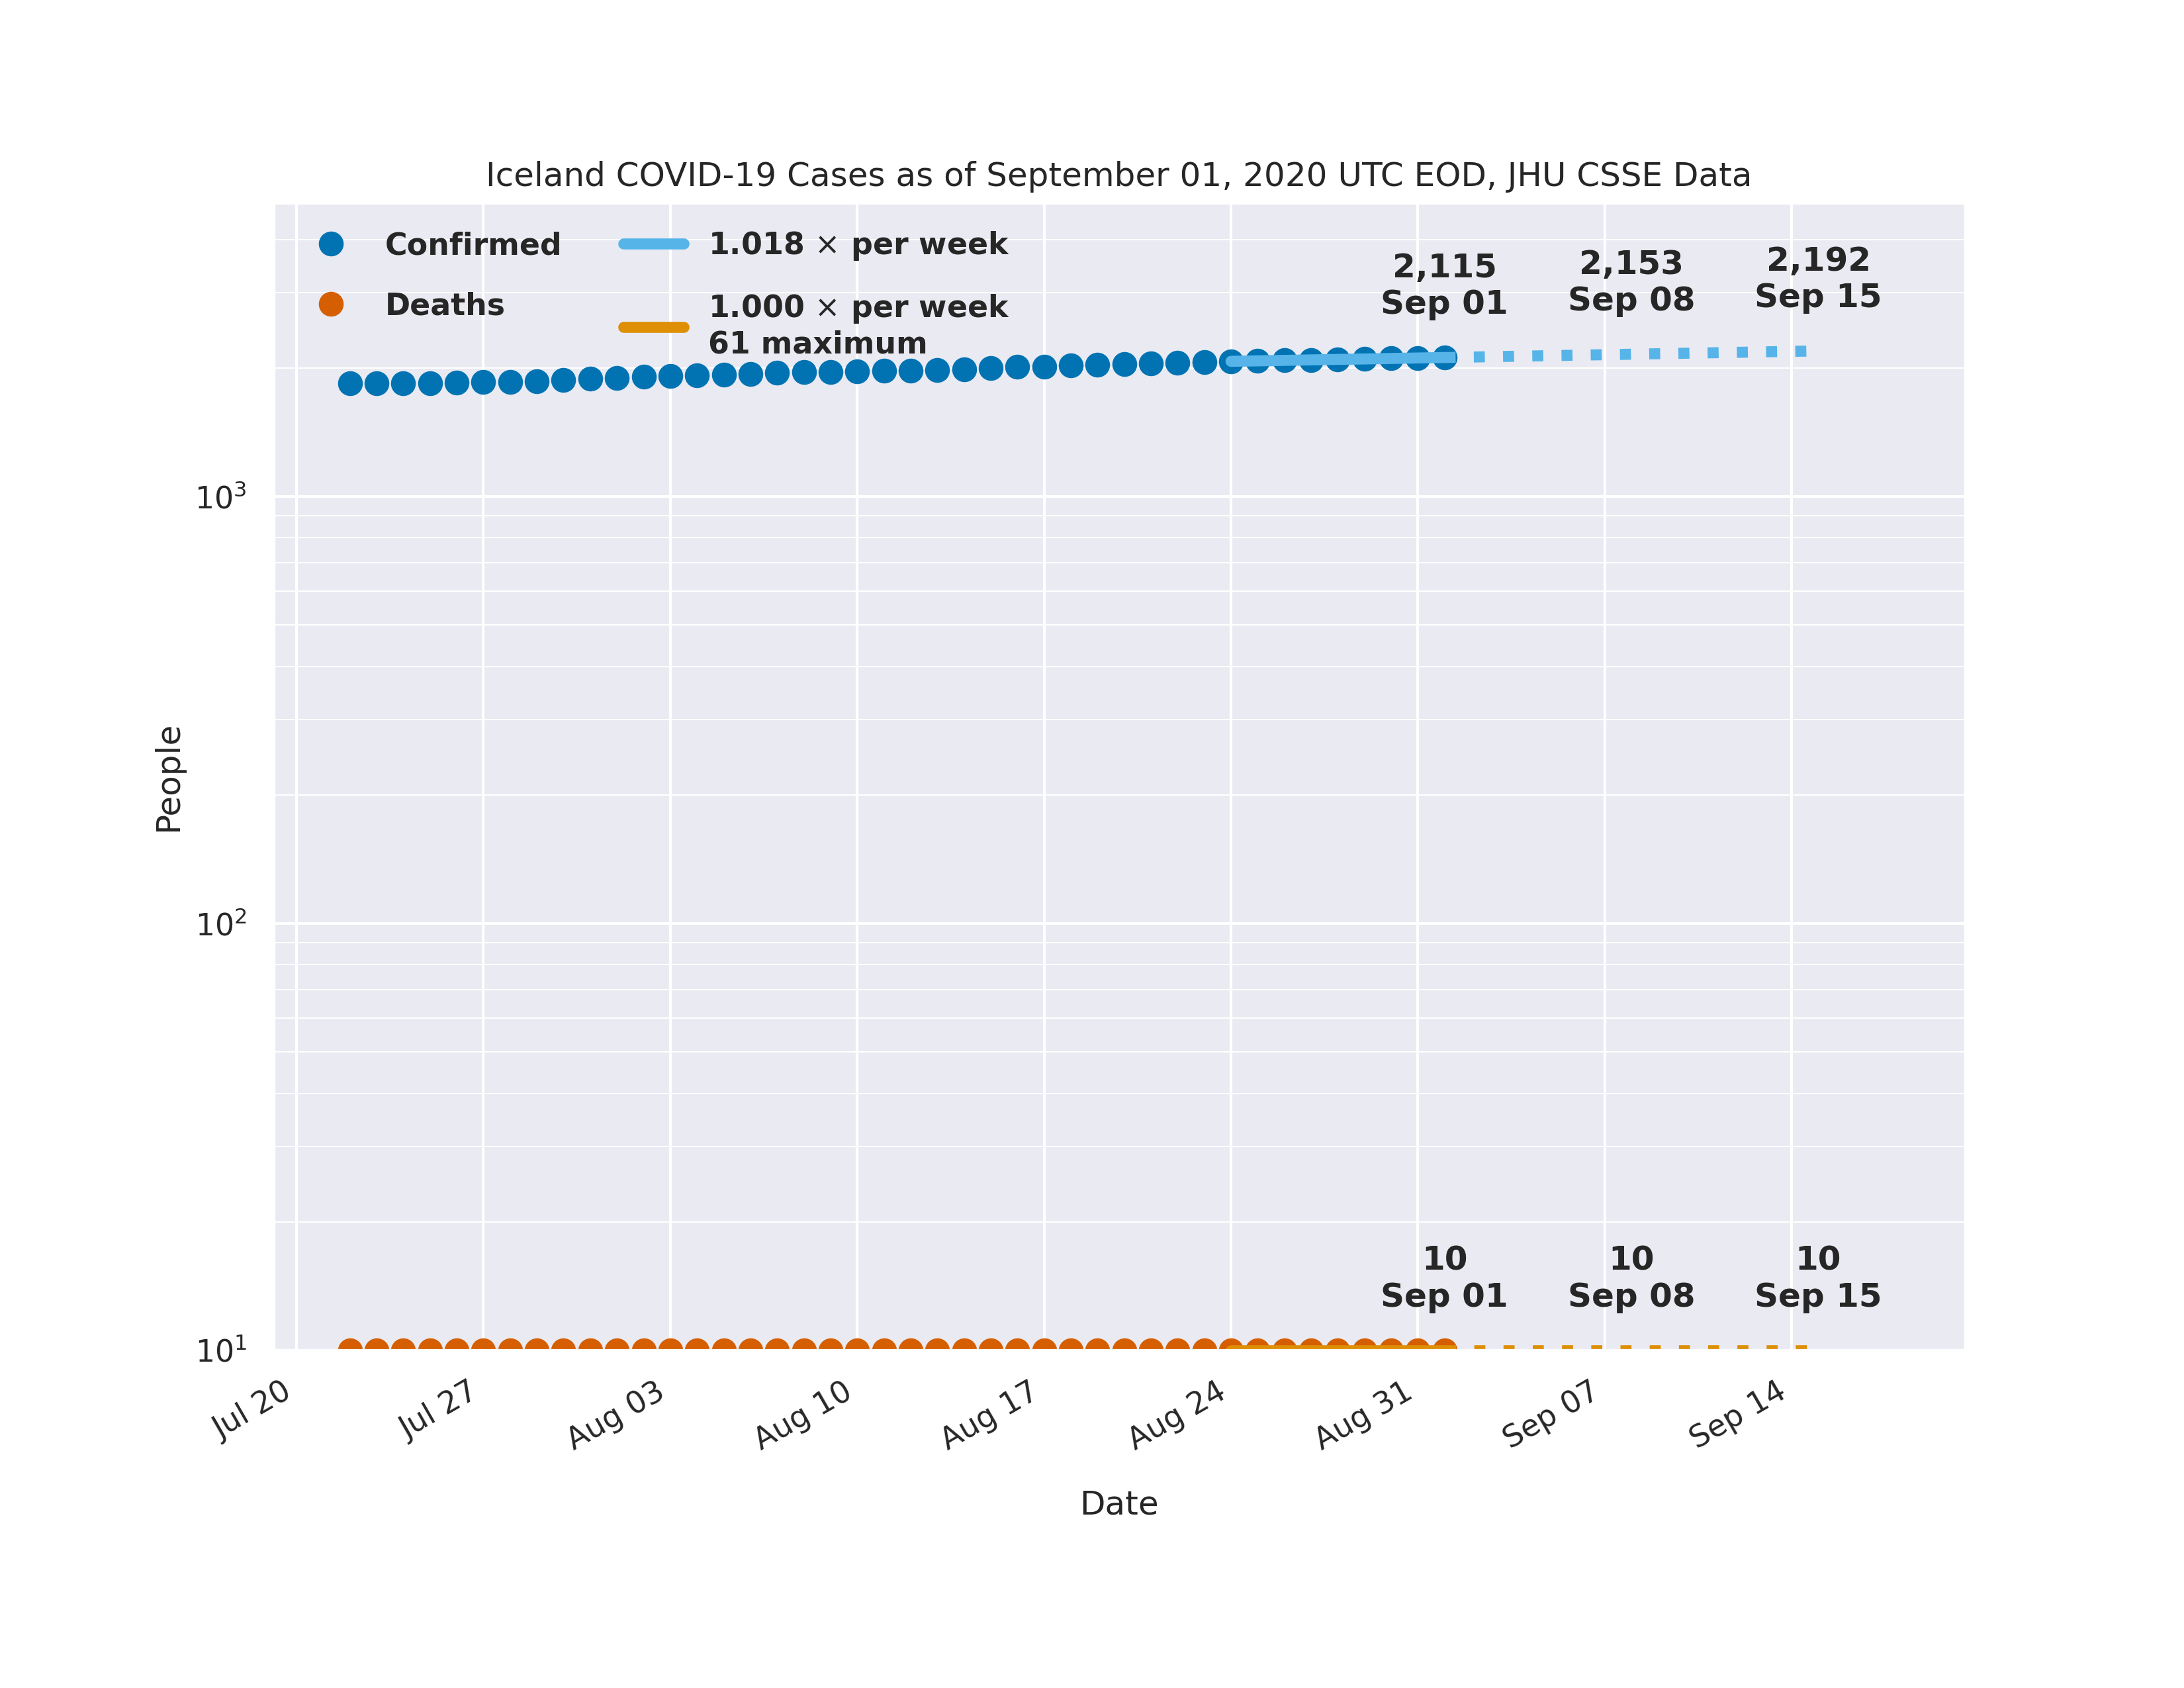 Iceland COVID-19 Cases as of September 01, 2020 UTC EOD, JHU CSSE Data
Confirmed
Deaths
1.018 × per week
1.000 × per week
61 maximum
2,115
Sep 01
2,153
Sep 08
2,192
Sep 15
10³
10²
10¹
People
10
Sep 01
10
Sep 08
10
Sep 15
Jul 20
Jul 27
Aug 03
Aug 10
Aug 17
Aug 24
Aug 31
Sep 07
Sep 14
Date